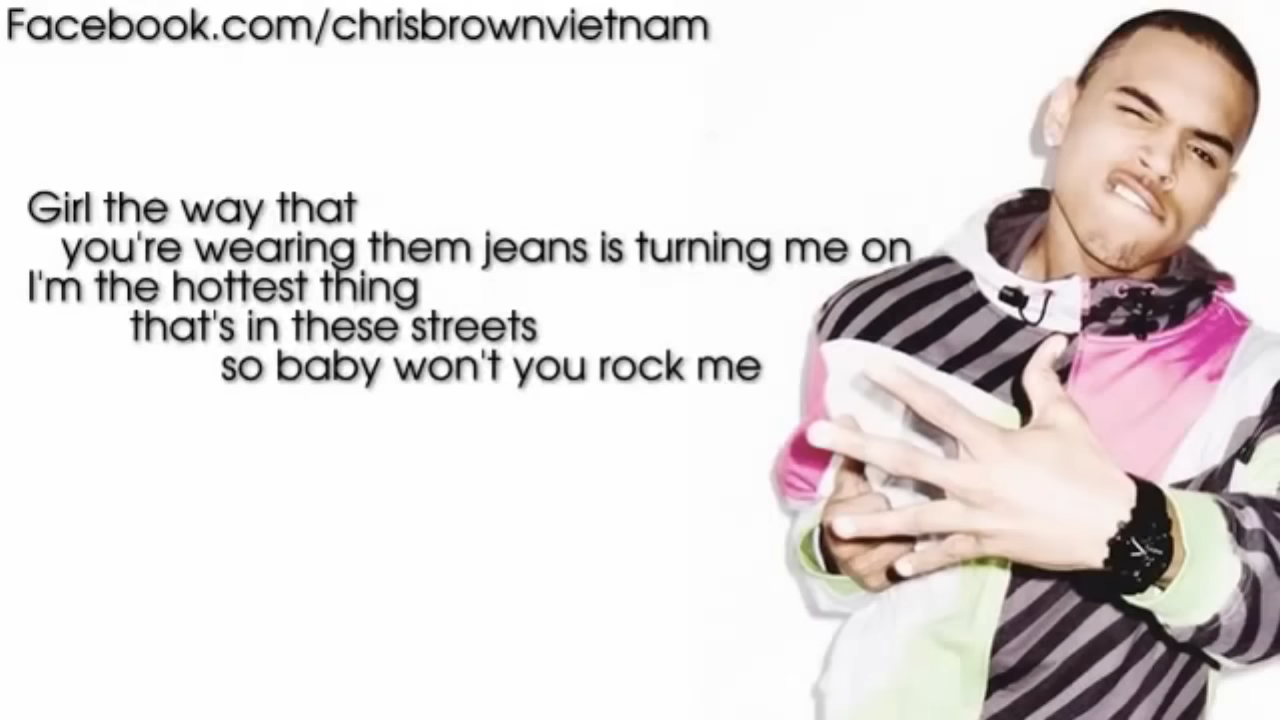 Facebook.com/chrisbrownvietnam
Girl the way that
you're wearing them jeans is turning me on
I'm the hottest thing
that's in these streets
so baby won't you rock me